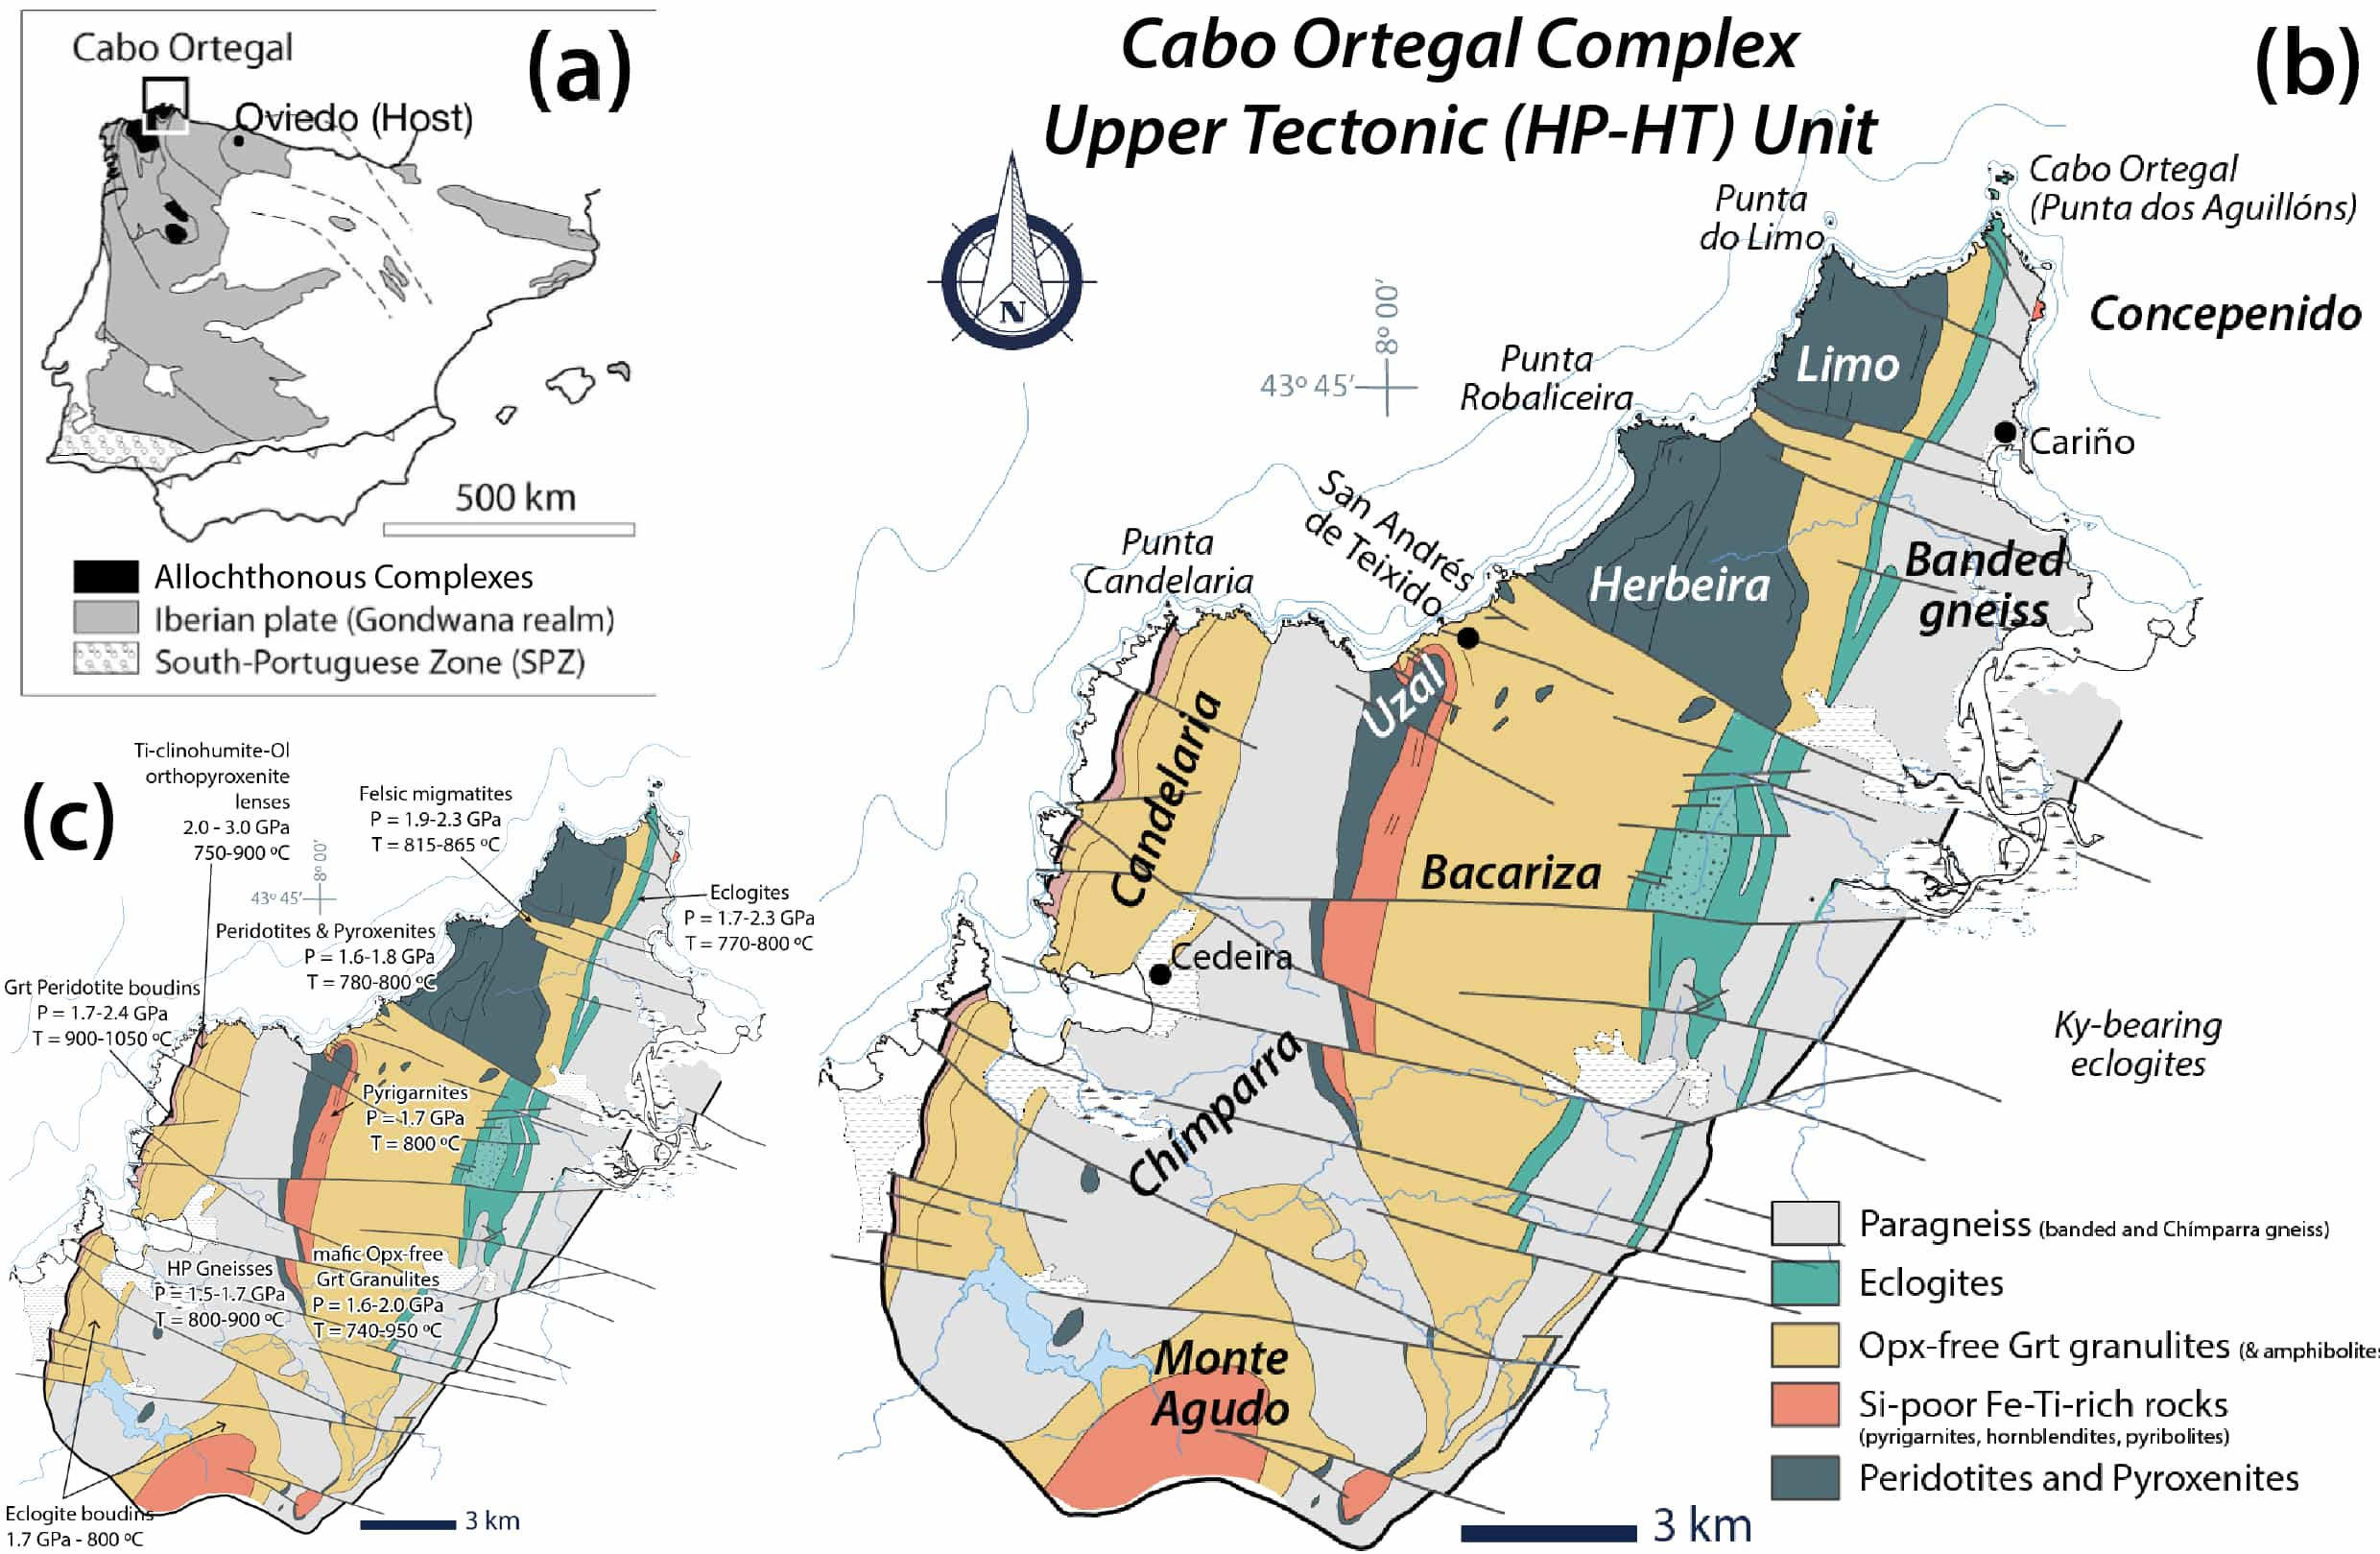 (a)
Cabo Ortegal
Oviedo (Host)
500 km
Allochthonous Complexes
Iberian plate (Gondwana realm)
South-Portuguese Zone (SPZ)
(b)
Cabo Ortegal Complex
Upper Tectonic (HP-HT) Unit
N
8º 00′
43º 45′
Punta
do Limo
Cabo Ortegal
(Punta dos Aguillóns)
Concepenido
Punta
Robaliceira
Limo
Cariño
San Andrés
de Teixido
Punta
Candelaria
Herbeira
Banded
gneiss
Uzal
Candelaria
Bacariza
Cedeira
Chímparra
Ky-bearing
eclogites
Monte
Agudo
Paragneiss (banded and Chímparra gneiss)
Eclogites
Opx-free Grt granulites (& amphibolites
Si-poor Fe-Ti-rich rocks
(pyrigarnites, hornblendites, pyribolites)
Peridotites and Pyroxenites
3 km
(c)
Ti-clinohumite-Ol
orthopyroxenite
lenses
2.0 - 3.0 GPa
750-900 ºC
8º 00′
43º 45′
Felsic migmatites
P = 1.9-2.3 GPa
T = 815-865 ºC
Eclogites
P = 1.7-2.3 GPa
T = 770-800 ºC
Peridotites & Pyroxenites
P = 1.6-1.8 GPa
T = 780-800 ºC
Grt Peridotite boudins
P = 1.7-2.4 GPa
T = 900-1050 ºC
Pyrigarnites
P = 1.7 GPa
T = 800 ºC
HP Gneisses
P = 1.5-1.7 GPa
T = 800-900 ºC
mafic Opx-free
Grt Granulites
P = 1.6-2.0 GPa
T = 740-950 ºC
Eclogite boudins
1.7 GPa - 800 ºC
3 km